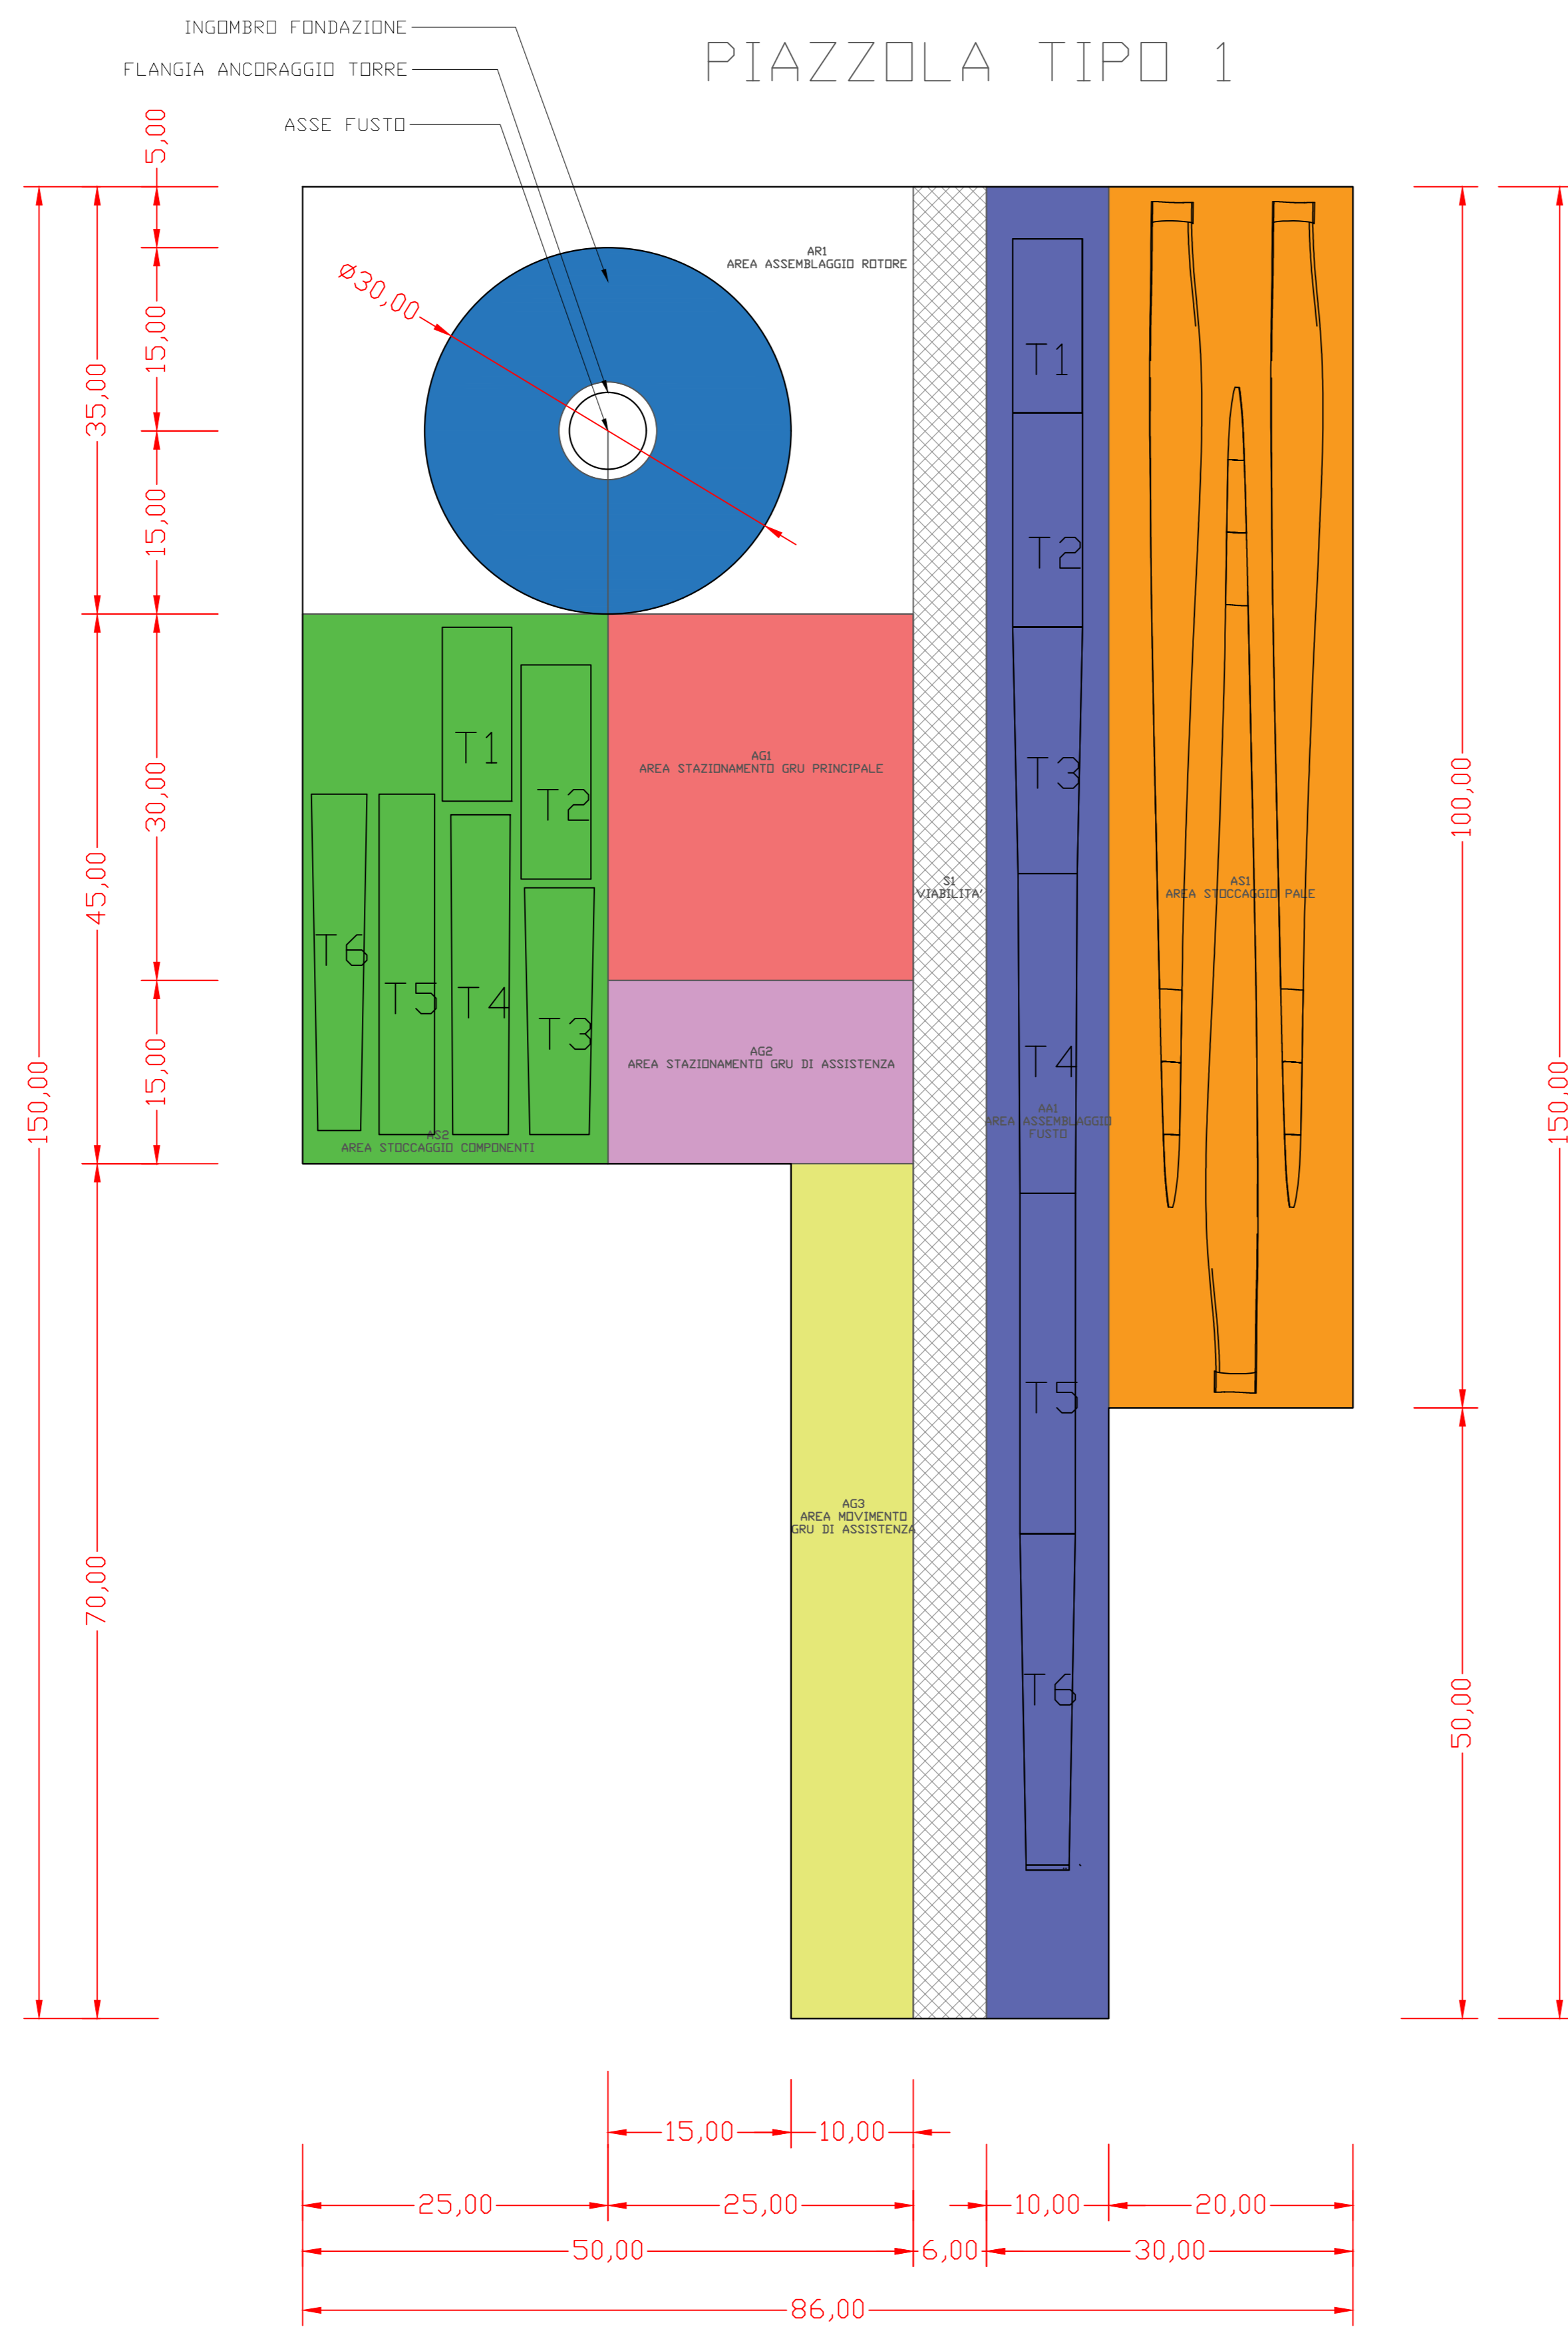 INGOMBRO FONDAZIONE
PIAZZOLA TIPO 1
FLANGIA ANCORAGGIO TORRE
ASSE FUSTO
5,00
15,00
15,00
35,00
30,00
45,00
15,00
150,00
70,00
Ø30,00
AR1
AREA ASSEMBLAGGIO ROTORE
T1
T2
T3
T4
T5
T6
AS2
AREA STOCCAGGIO COMPONENTI
AG1
AREA STAZIONAMENTO GRU PRINCIPALE
AG2
AREA STAZIONAMENTO GRU DI ASSISTENZA
AG3
AREA MOVIMENTO
GRU DI ASSISTENZA
S1
VIABILITA'
T1
T2
T3
T4
AA1
AREA ASSEMBLAGGIO
FUSTO
T5
T6
AS1
AREA STOCCAGGIO PALE
100,00
50,00
150,00
15,00
10,00
25,00
25,00
10,00
20,00
50,00
6,00
30,00
86,00